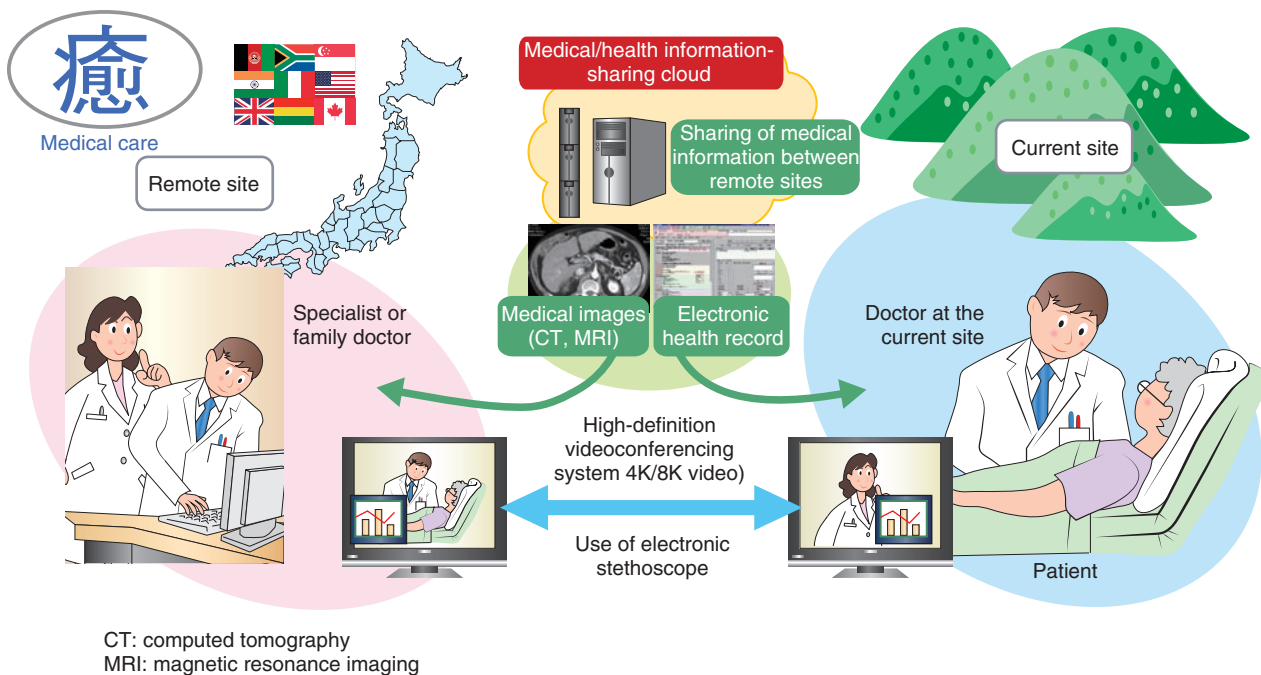 癒
Medical care
Remote site
Medical/health information-
sharing cloud
Sharing of medical
information between
remote sites
Current site
Specialist or
family doctor
Medical images
(CT, MRI)
Electronic
health record
Doctor at the
current site
High-definition
videoconferencing
system 4K/8K video)
Use of electronic
stethoscope
Patient
CT: computed tomography
MRI: magnetic resonance imaging